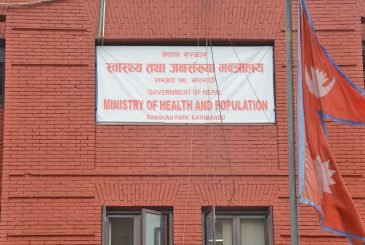 नेपाल सरकार
स्वास्थ्य तथा जनसंख्या मन्त्रालय
रामशाह पथ, काठमाडौं
GOVERNMENT OF NEPAL
MINISTRY OF HEALTH AND POPULATION
RAMSHAH PATH, KATHMANDU